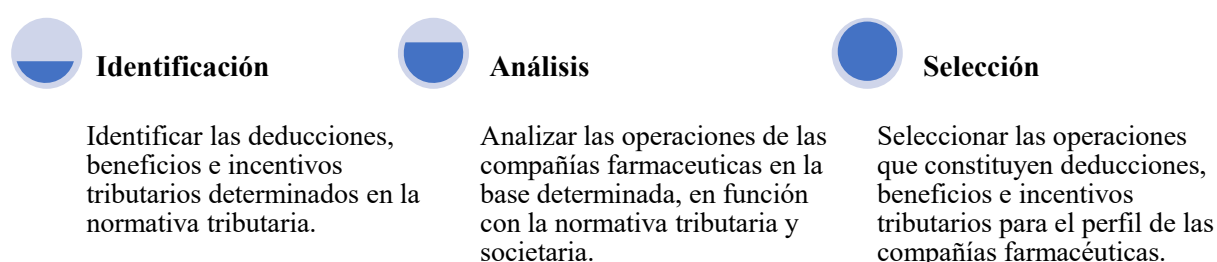 Identificación
Identificar las deducciones,
beneficios e incentivos
tributarios determinados en la
normativa tributaria.
Análisis
Analizar las operaciones de las
compañías farmaceuticas en la
base determinada, en función
con la normativa tributaria y
societaria.
Selección
Seleccionar las operaciones
que constituyen deducciones,
beneficios e incentivos
tributarios para el perfil de las
compañías farmacéuticas.